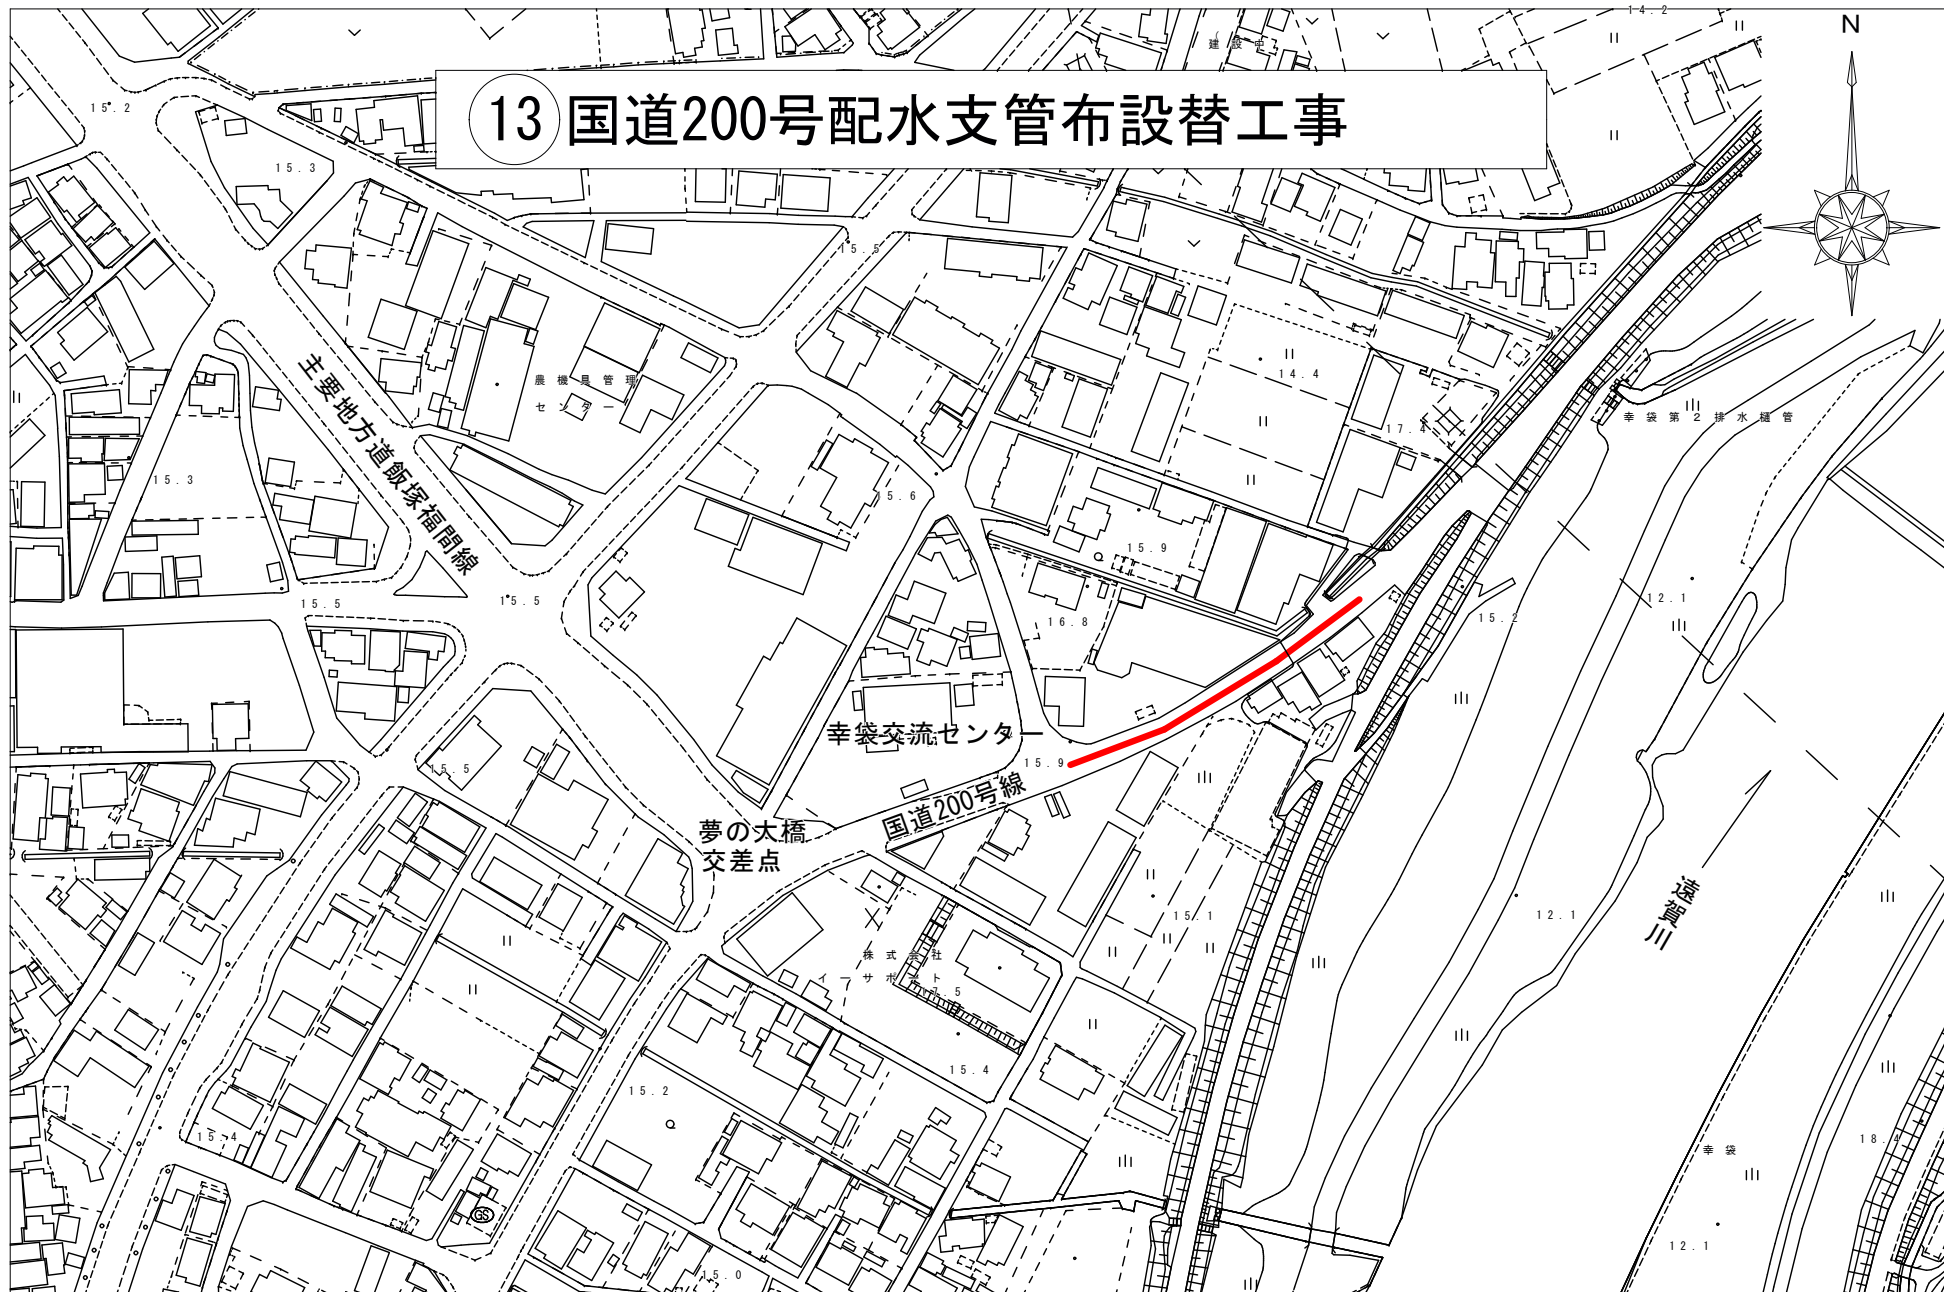 14.2
N
建設中
⑬国道200号配水支管布設替工事
15.2
15.3
15.5
主要地方道飯塚福間線
農機具管理
センター
14.4
17.4
幸袋第2排水樋管
15.3
15.6
15.9
15.5
15.5
16.8
15.2
12.1
幸袋交流センター
15.9
15.5
国道200号線
夢の大橋
交差点
遠賀川
15.1
12.1
株式会社
イーサポート
17.5
15.4
15.2
15.4
幸袋
18.4
GS
12.1
15.0